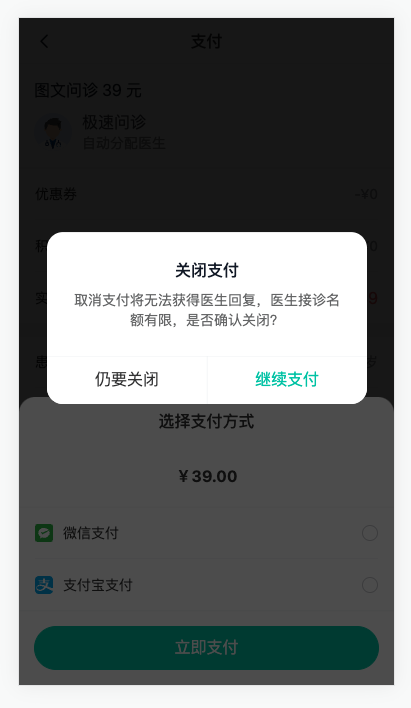 支付
图文问诊 39 元
极速问诊
自动分配医生
优惠券
-¥0
关闭支付
取消支付将无法获得医生回复，医生接诊名
额有限，是否确认关闭？
仍要关闭
继续支付
选择支付方式
¥39.00
微信支付
支付宝支付
立即支付